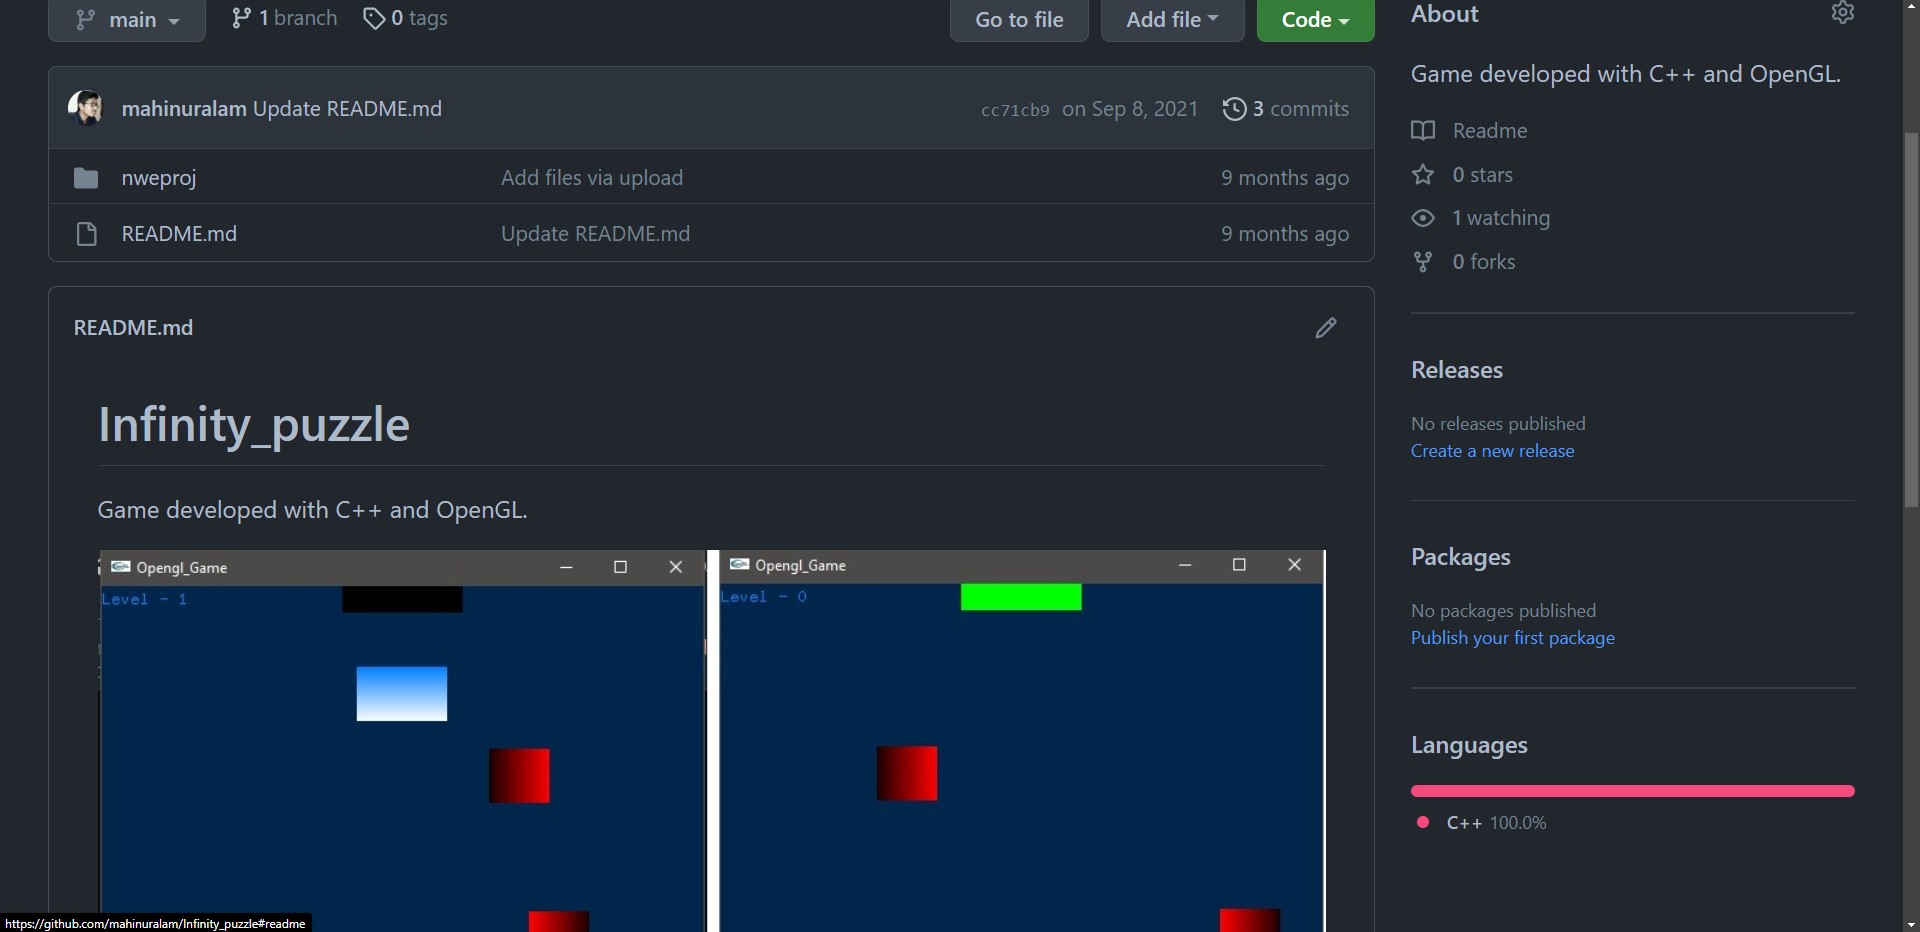 main 1 branch 0 tags Go to file Add file Code
mahinuralam Update README.md cc71cb9 on Sep 8, 2021 3 commits
nweproj Add files via upload 9 months ago
README.md Update README.md 9 months ago
README.md
Infinity_puzzle
Game developed with C++ and OpenGL.
Opengl_Game
Level - 1
Opengl_Game
Level - 0
About
Game developed with C++ and OpenGL.
Readme
0 stars
1 watching
0 forks
Releases
No releases published
Create a new release
Packages
No packages published
Publish your first package
Languages
C++ 100.0%
https://github.com/mahinuralam/Infinity_puzzle#readme